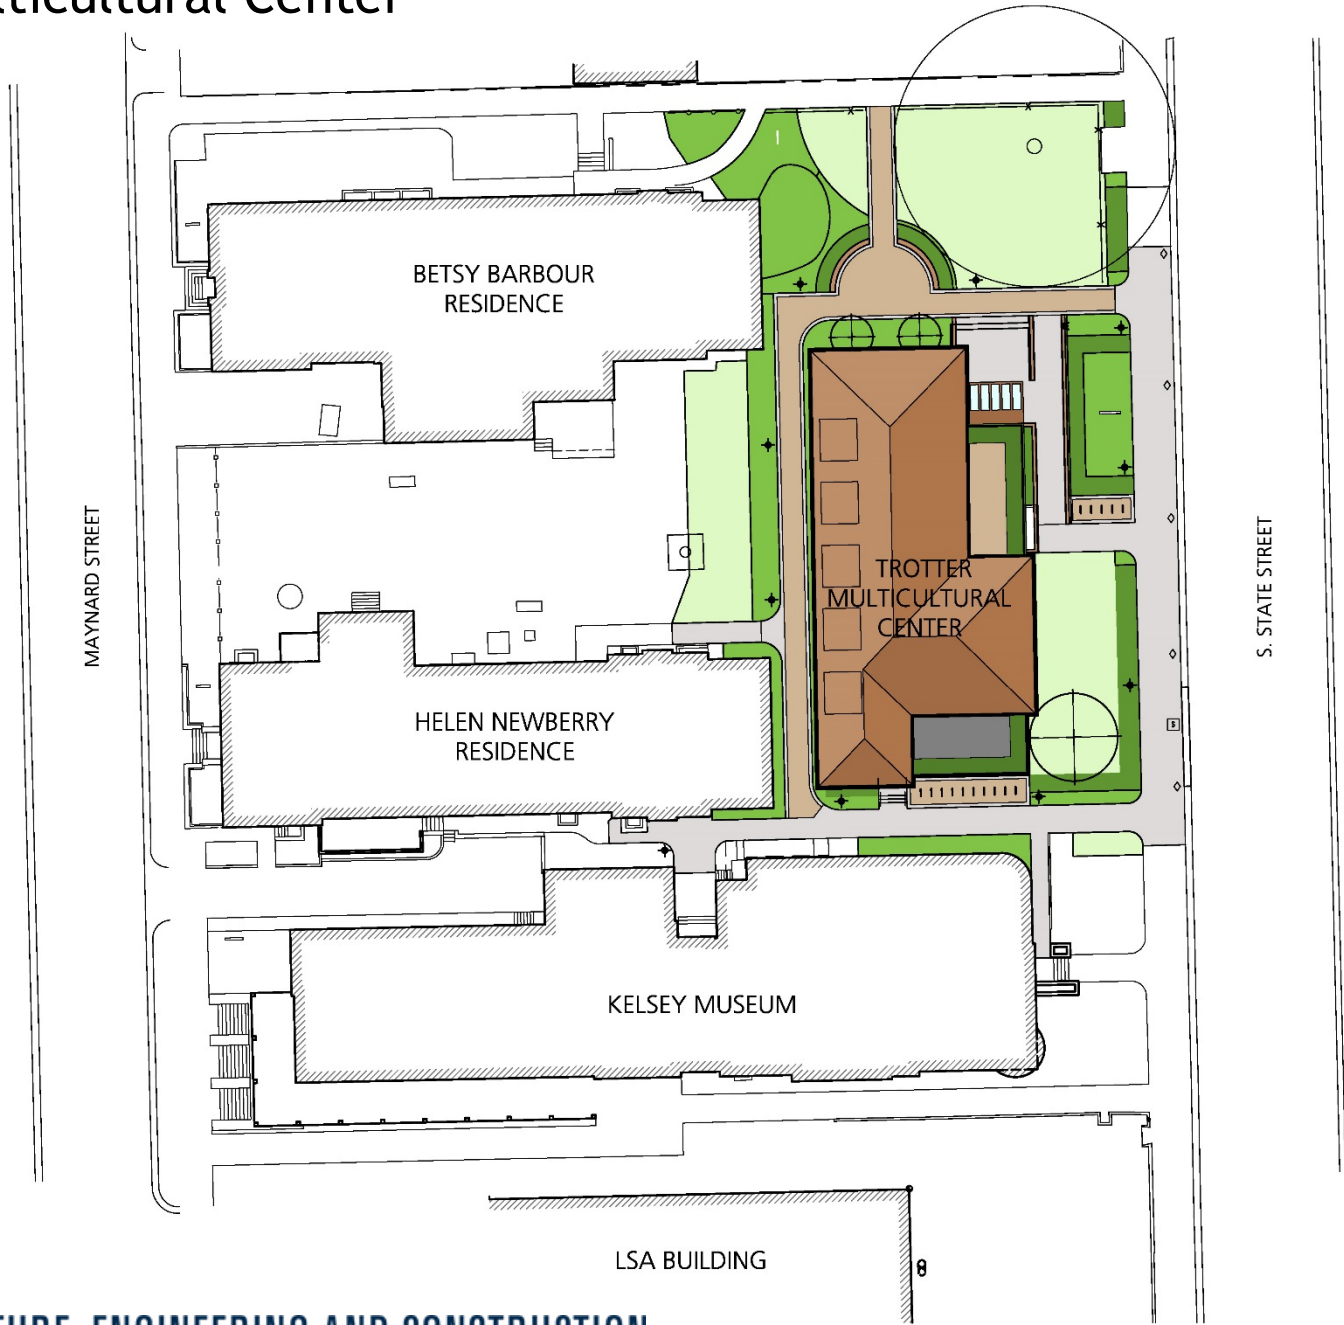 BETSY BARBOUR
RESIDENCE
MAYNARD STREET
S. STATE STREET
TROTTER
MULTICULTURAL
CENTER
HELEN NEWBERRY
RESIDENCE
KELSEY MUSEUM
LSA BUILDING